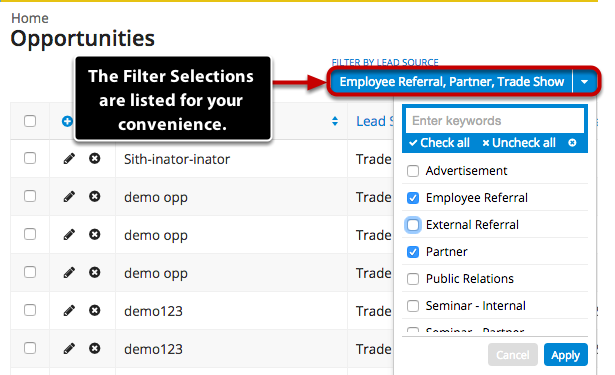 Home
Opportunities
FILTER BY LEAD SOURCE
The Filter Selections
are listed for your
convenience.
Employee Referral, Partner, Trade Show
Lead S
Enter keywords
Check all Uncheck all
Sith-inator-inator Trade
Advertisement
demo opp Trade
Employee Referral
demo opp Trade
External Referral
Partner
demo opp Trade
Public Relations
demo123 Trade
Seminar - Internal
Seminar - Partner
demo123 Trade
Cancel Apply